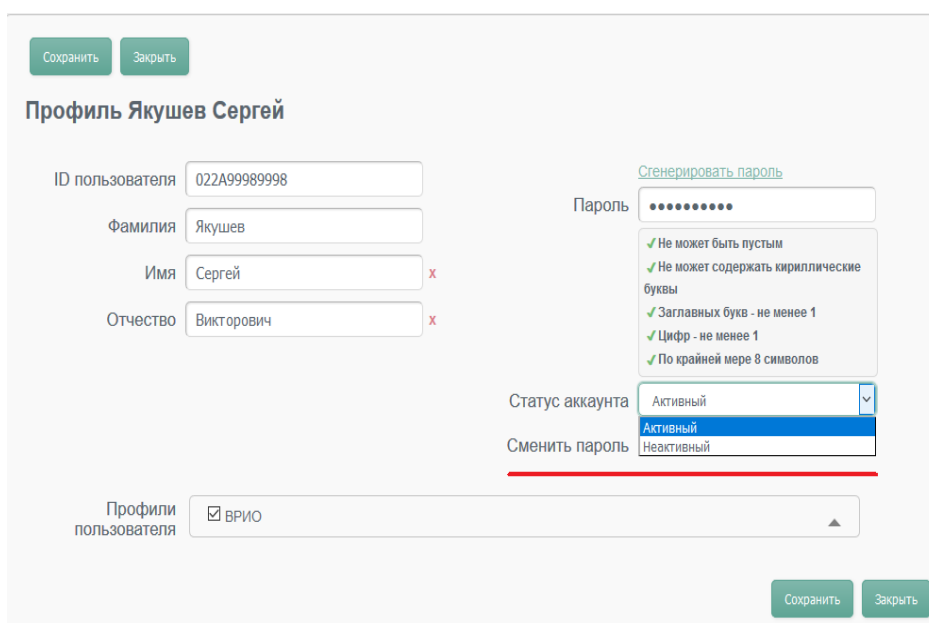 Сохранить
Закрыть
Профиль Якушев Сергей
ID пользователя
022A99989998
Фамилия
Якушев
Имя
Сергей
x
Отчество
Викторович
x
Сгенерировать пароль
Пароль
••••••••••
✓Не может быть пустым
✓Не может содержать кириллические
буквы
✓Заглавных букв - не менее 1
✓Цифр - не менее 1
✓По крайней мере 8 символов
Статус аккаунта
Активный
Активный
Неактивный
Сменить пароль
Профили
пользователя
ВРИО
Сохранить
Закрыть